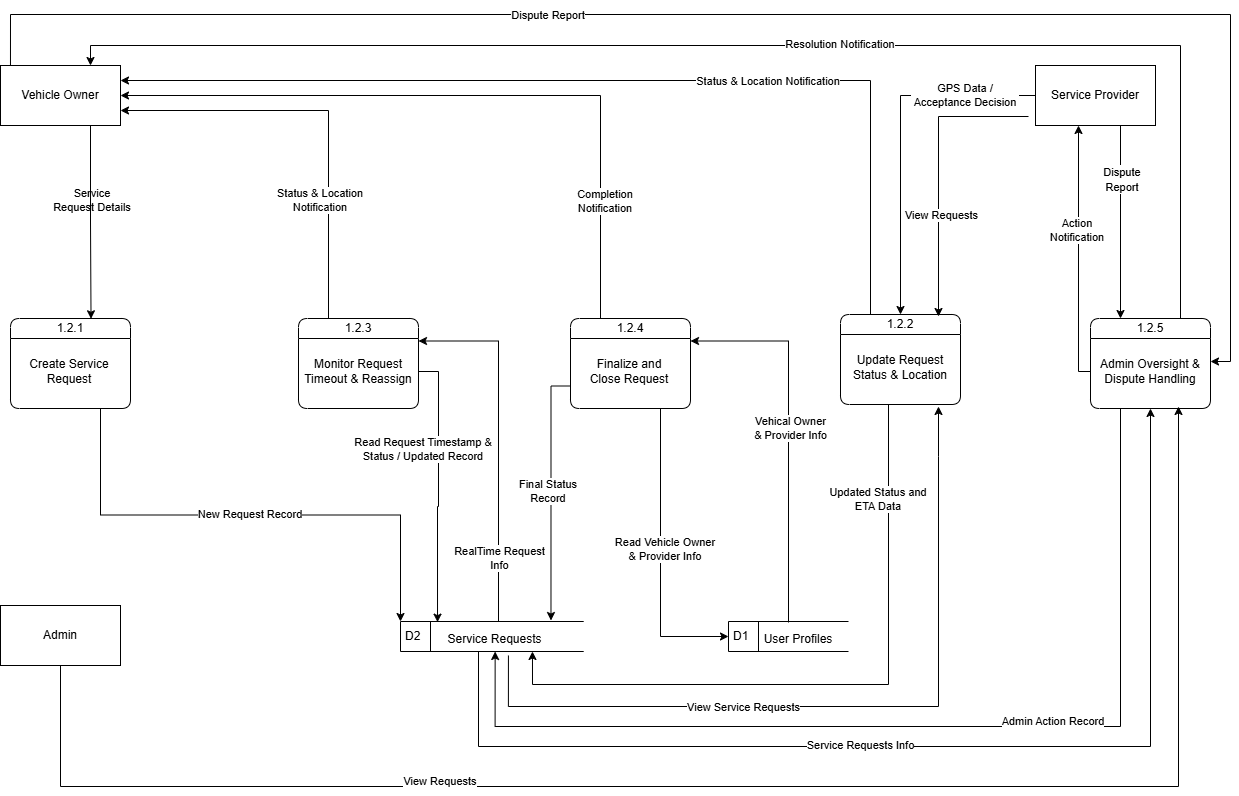 Dispute Report
Resolution Notification
Status & Location Notification
Vehicle Owner
GPS Data /
Acceptance Decision
Service Provider
Service
Request Details
Status & Location
Notification
Completion
Notification
View Requests
Dispute
Report
Action
Notification
1.2.1
Create Service
Request
1.2.3
Monitor Request
Timeout & Reassign
1.2.4
Finalize and
Close Request
1.2.2
Update Request
Status & Location
1.2.5
Admin Oversight &
Dispute Handling
Read Request Timestamp &
Status / Updated Record
Vehical Owner
& Provider Info
Final Status
Record
Updated Status and
ETA Data
New Request Record
RealTime Request
Info
Read Vehicle Owner
& Provider Info
Admin
D2
Service Requests
D1
User Profiles
View Service Requests
Admin Action Record
Service Requests Info
View Requests